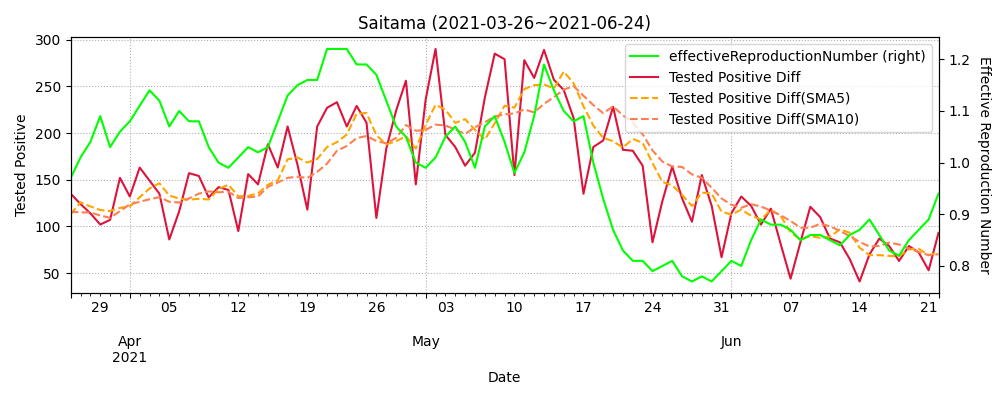 Saitama (2021-03-26~2021-06-24)
Tested Positive
Effective Reproduction Number
effectiveReproductionNumber (right)
Tested Positive Diff
Tested Positive Diff(SMA5)
Tested Positive Diff(SMA10)
300
250
200
150
100
50
1.2
1.1
1.0
0.9
0.8
29 05 12 19 26 03 10 17 24 31 07 14 21
Apr May Jun
2021
Date